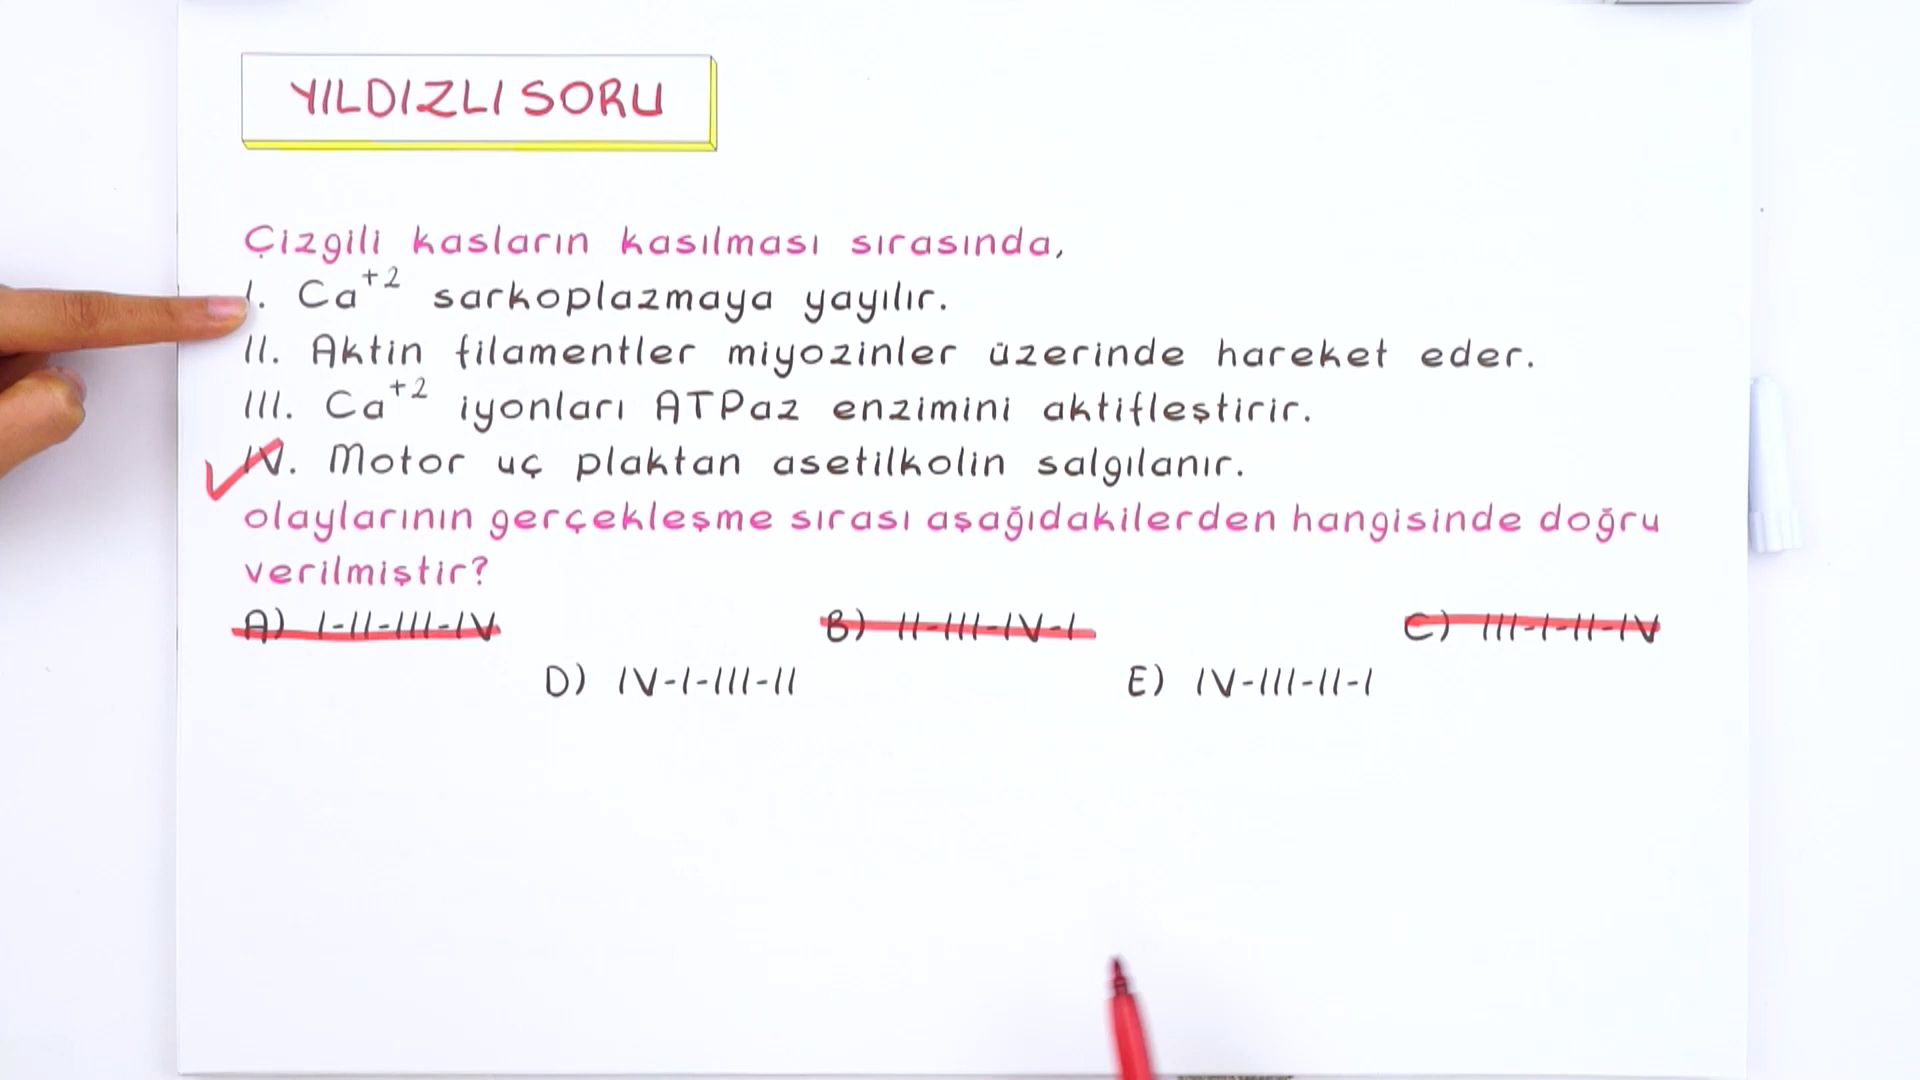 YILDIZLI SORU
Çizgili kasların kasılması sırasında,
I. Ca+2 sarkoplazmaya yayılır.
II. Aktin filamentler miyozinler üzerinde hareket eder.
III. Ca+2 iyonları ATPaz enzimini aktifleştirir.
IV. Motor uç plaktan asetilkolin salgılanır.
olaylarının gerçekleşme sırası aşağıdakilerden hangisinde doğru
verilmiştir?
A) I-II-III-IV B) II-III-IV-I C) III-I-II-IV
D) IV-I-III-II E) IV-III-II-I